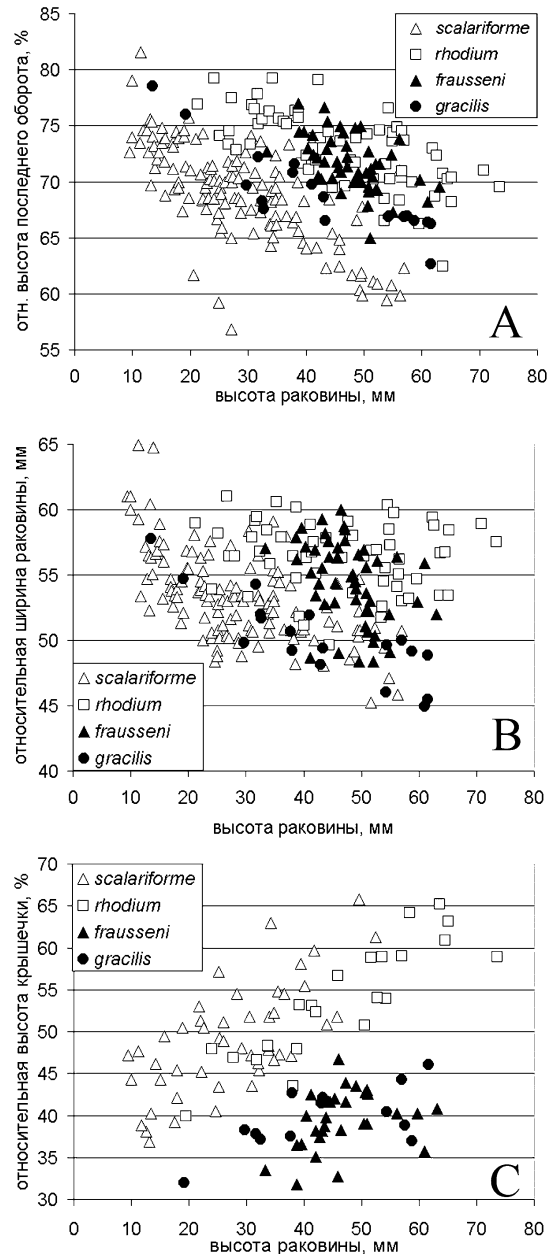 отн. высота последнего оборота, %
85
80
75
70
65
60
55
scalariforme
rhodium
frausseni
gracilis
A
0 10 20 30 40 50 60 70 80
высота раковины, мм
относительная ширина раковины, мм
65
60
55
50
45
40
scalariforme
rhodium
frausseni
gracilis
B
0 10 20 30 40 50 60 70 80
высота раковины, мм
относительная высота крышечки, %
70
65
60
55
50
45
40
35
30
scalariforme
rhodium
frausseni
gracilis
C
0 10 20 30 40 50 60 70 80
высота раковины, мм